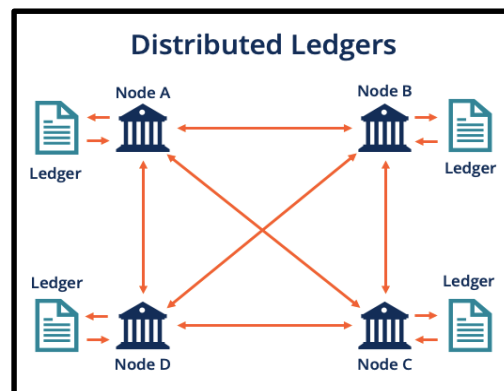 Distributed Ledgers
Node A
Node B
Ledger
Ledger
Ledger
Ledger
Node D
Node C